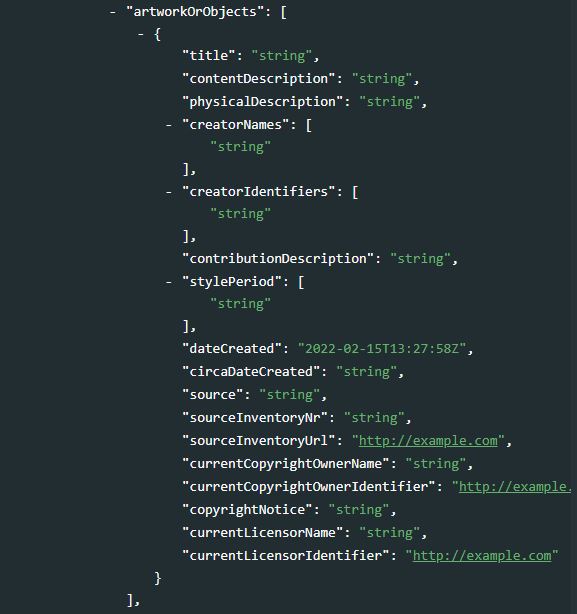 - "artworkOrObjects": [
- {
"title": "string",
"contentDescription": "string",
"physicalDescription": "string",
- "creatorNames": [
"string"
],
- "creatorIdentifiers": [
"string"
],
"contributionDescription": "string",
- "stylePeriod": [
"string"
],
"dateCreated": "2022-02-15T13:27:58Z",
"circaDateCreated": "string",
"source": "string",
"sourceInventoryNr": "string",
"sourceInventoryUrl": "http://example.com",
"currentCopyrightOwnerName": "string",
"currentCopyrightOwnerIdentifier": "http://example.
"copyrightNotice": "string",
"currentLicensorName": "string",
"currentLicensorIdentifier": "http://example.com"
}
],